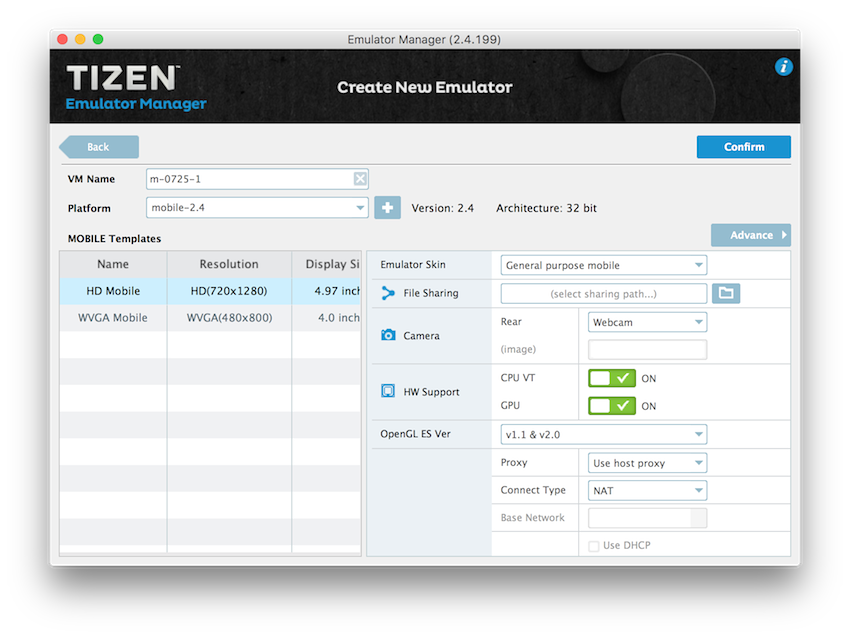 Emulator Manager (2.4.199)
TIZEN™
Emulator Manager
Create New Emulator
i
Back
Confirm
VM Name
m-0725-1
Platform
mobile-2.4
Version: 2.4
Architecture: 32 bit
MOBILE Templates
Advance
Name Resolution Display Si
HD Mobile HD(720x1280) 4.97 inch
WVGA Mobile WVGA(480x800) 4.0 inch
Emulator Skin
General purpose mobile
File Sharing
(select sharing path...)
Camera
Rear
Webcam
(image)
HW Support
CPU VT
ON
GPU
ON
OpenGL ES Ver
v1.1 & v2.0
Proxy
Use host proxy
Connect Type
NAT
Base Network
Use DHCP